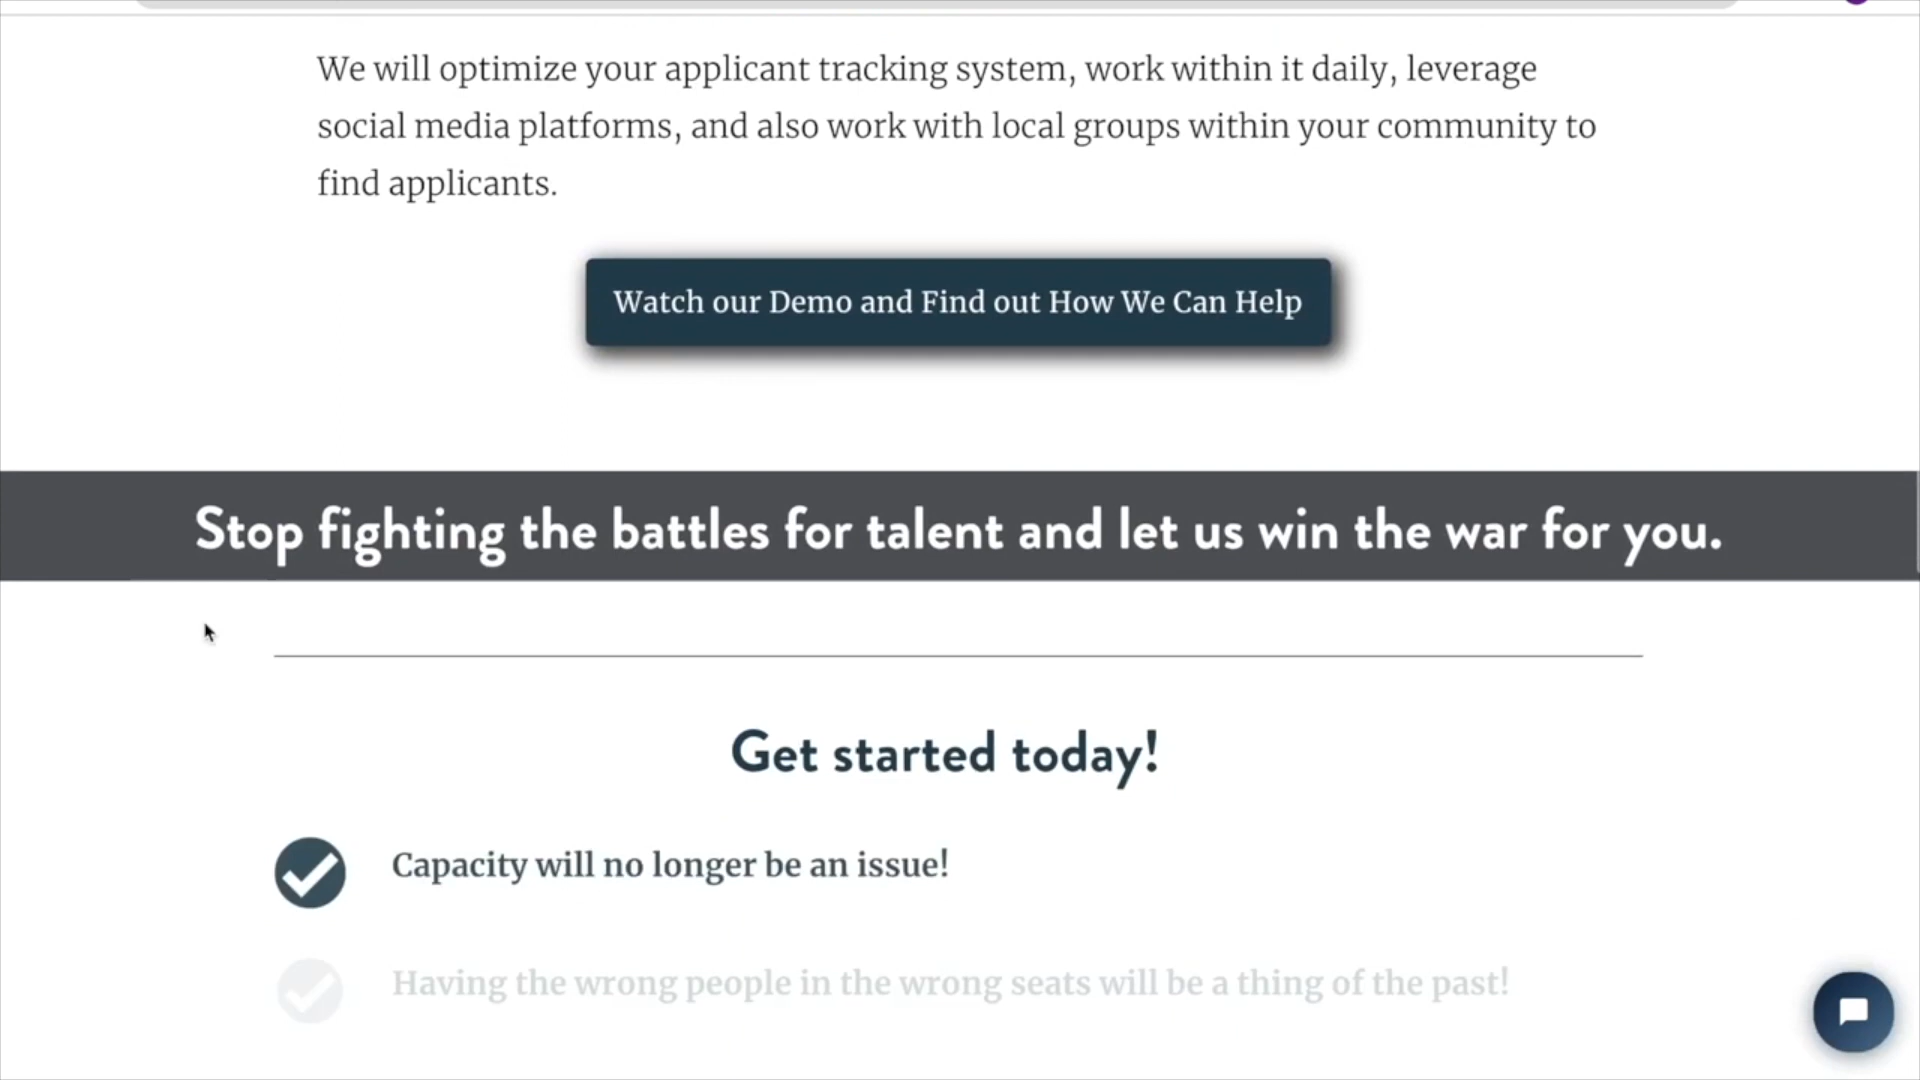 We will optimize your applicant tracking system, work within it daily, leverage
social media platforms, and also work with local groups within your community to
find applicants.
Watch our Demo and Find out How We Can Help
Stop fighting the battles for talent and let us win the war for you.
Get started today!
Capacity will no longer be an issue!
Having the wrong people in the wrong seats will be a thing of the past!